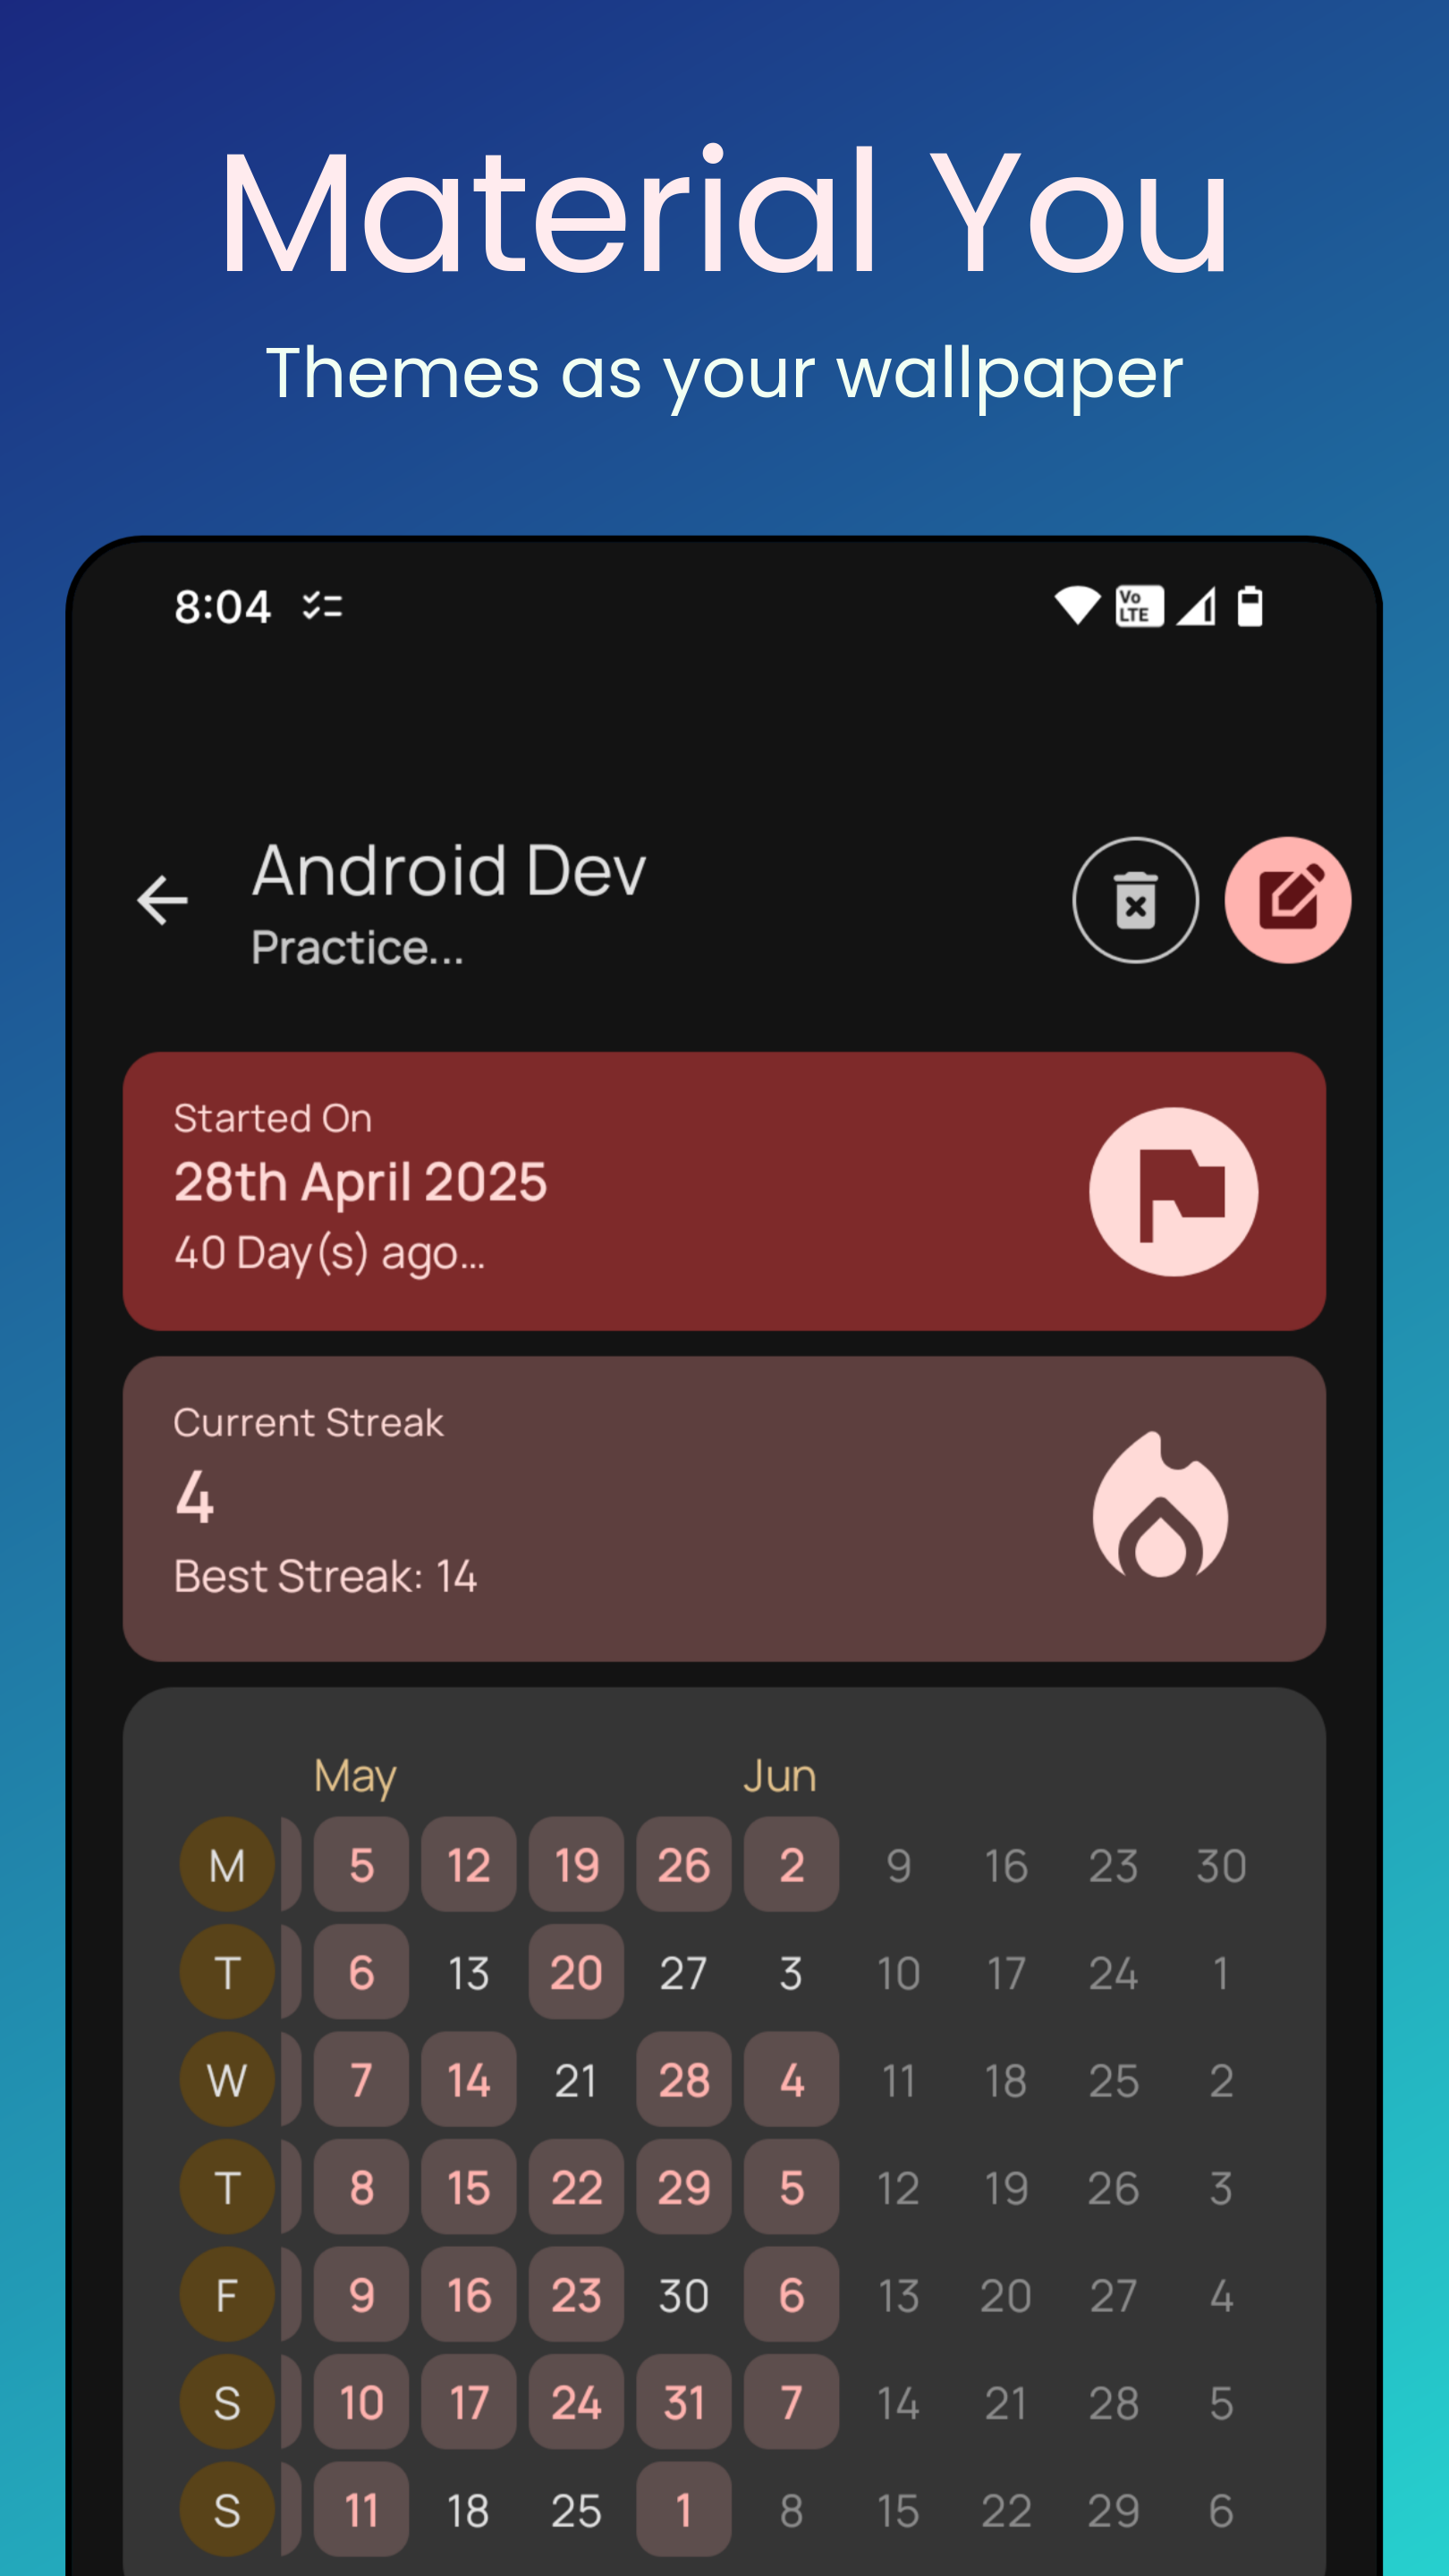 Material You
Themes as your wallpaper
8:04
Vo
LTE
Android Dev
Practice...
Started On
28th April 2025
40 Day(s) ago...
Current Streak
4
Best Streak: 14
May Jun
M 5 12 19 26 2 9 16 23 30
T 6 13 20 27 3 10 17 24 1
W 7 14 21 28 4 11 18 25 2
T 8 15 22 29 5 12 19 26 3
F 9 16 23 30 6 13 20 27 4
S 10 17 24 31 7 14 21 28 5
S 11 18 25 1 8 15 22 29 6